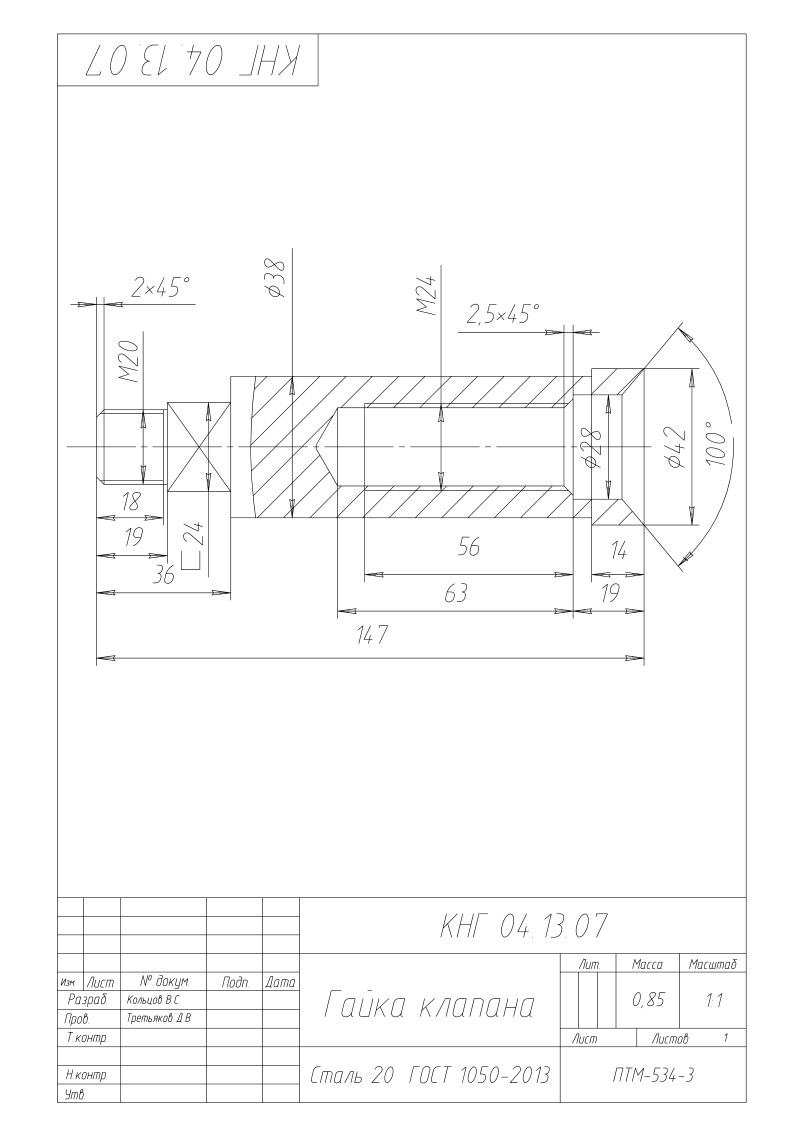 КНГ 04.13.07
2×45°
М20
⌀38
М24
2,5×45°
⌀28
⌀42
100°
18
19
36
□24
56
14
63
19
147
КНГ 04.13.07
Изм Лист № докум. Подп. Дата
Разраб. Кольцов В.С.
Пров. Третьяков Д.В.
Т.контр.
Н.контр.
Утв.
Гайка клапана
Лит. Масса Масштаб
0,85 1:1
Лист Листов 1
Сталь 20 ГОСТ 1050-2013
ПТМ-534-3